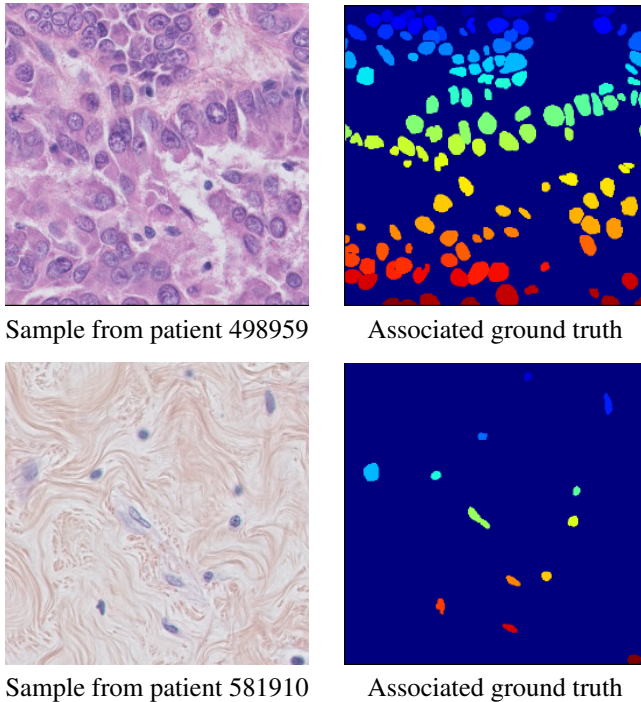 Sample from patient 498959
Associated ground truth
Sample from patient 581910
Associated ground truth